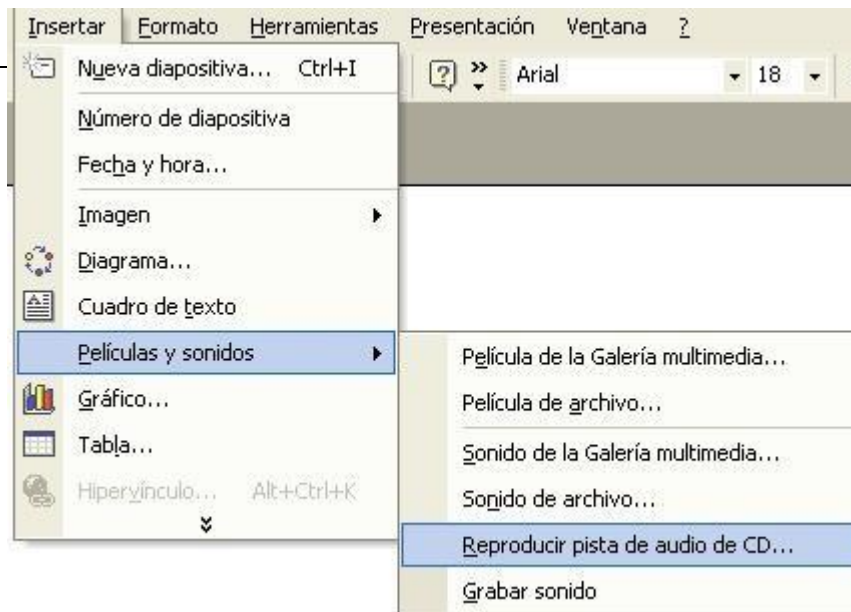 Insertar Formato Herramientas Presentación Ventana ?
Nueva diapositiva... Ctrl+I
Arial 18
Número de diapositiva
Fecha y hora...
Imagen
Diagrama...
Cuadro de texto
Películas y sonidos
Gráfico...
Tabla...
Hipervínculo... Alt+Ctrl+K
Película de la Galería multimedia...
Película de archivo...
Sonido de la Galería multimedia...
Sonido de archivo...
Reproducir pista de audio de CD...
Grabar sonido